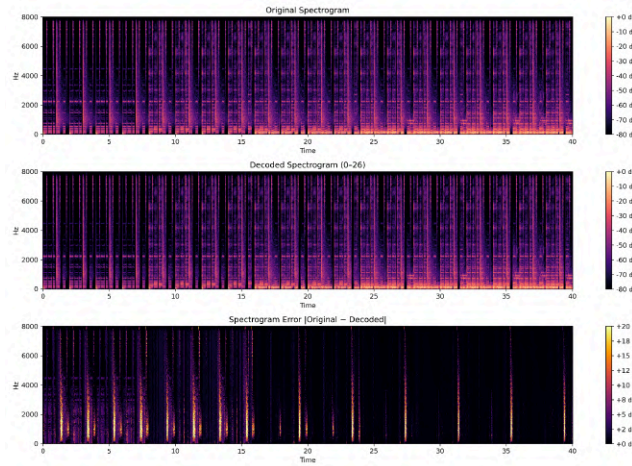 Original Spectrogram
8000
6000
4000
2000
0
Hz
0 5 10 15 20 25 30 35 40
Time
+0 d
-10 d
-20 d
-30 d
-40 d
-50 d
-60 d
-70 d
-80 d
Decoded Spectrogram (0–26)
8000
6000
4000
2000
0
Hz
0 5 10 15 20 25 30 35 40
Time
+0 d
-10 d
-20 d
-30 d
-40 d
-50 d
-60 d
-70 d
-80 d
Spectrogram Error |Original − Decoded|
8000
6000
4000
2000
0
Hz
0 5 10 15 20 25 30 35 40
Time
+20
+18
+15
+12
+10
+8 d
+5 d
+2 d
+0 d